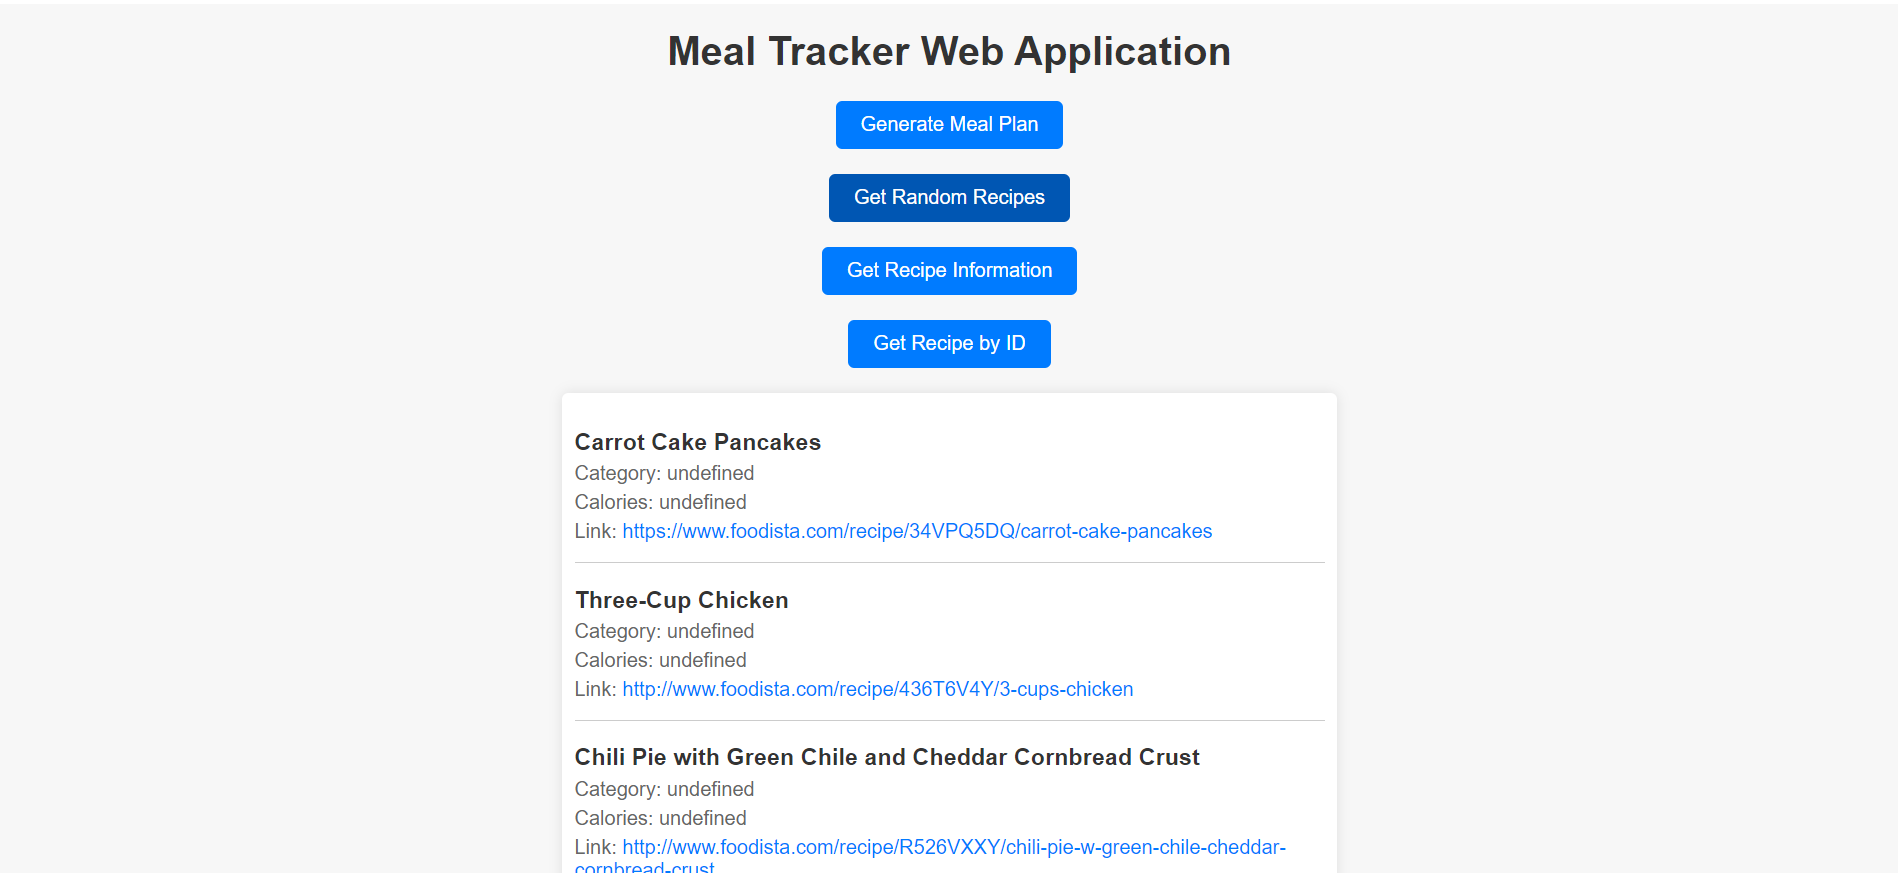 Meal Tracker Web Application
Generate Meal Plan
Get Random Recipes
Get Recipe Information
Get Recipe by ID
Carrot Cake Pancakes
Category: undefined
Calories: undefined
Link: https://www.foodista.com/recipe/34VPQ5DQ/carrot-cake-pancakes
Three-Cup Chicken
Category: undefined
Calories: undefined
Link: http://www.foodista.com/recipe/436T6V4Y/3-cups-chicken
Chili Pie with Green Chile and Cheddar Cornbread Crust
Category: undefined
Calories: undefined
Link: http://www.foodista.com/recipe/R526VXXY/chili-pie-w-green-chile-cheddar-
cornbread-crust